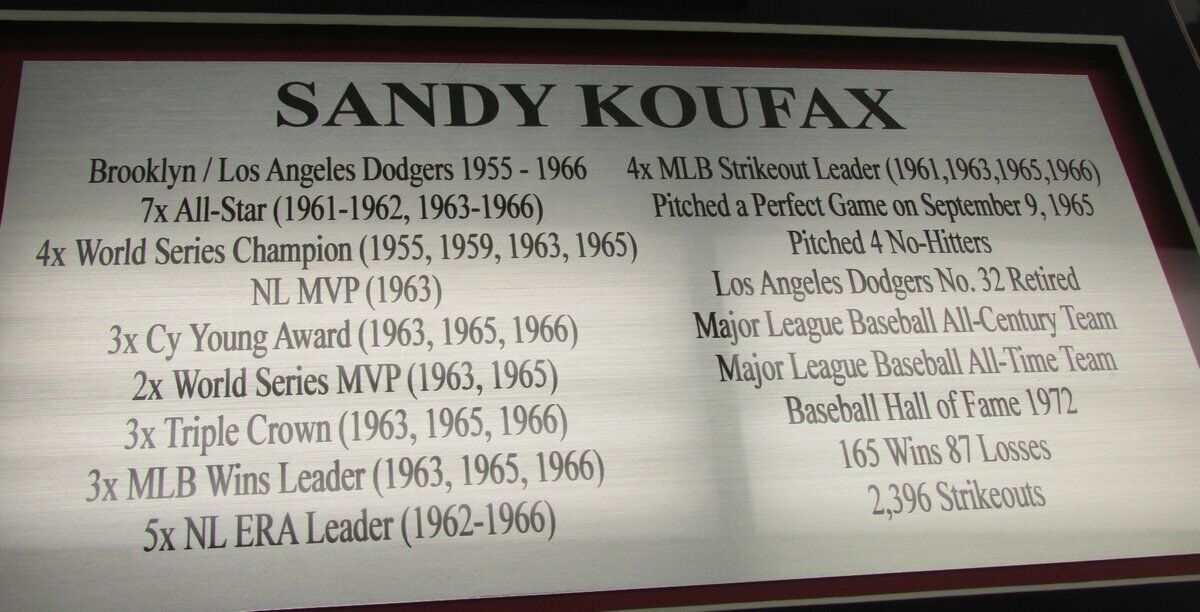 SANDY KOUFAX
Brooklyn / Los Angeles Dodgers 1955 - 1966
7x All-Star (1961-1962, 1963-1966)
4x World Series Champion (1955, 1959, 1963, 1965)
NL MVP (1963)
3x Cy Young Award (1963, 1965, 1966)
2x World Series MVP (1963, 1965)
3x Triple Crown (1963, 1965, 1966)
3x MLB Wins Leader (1963, 1965, 1966)
5x NL ERA Leader (1962-1966)
4x MLB Strikeout Leader (1961,1963,1965,1966)
Pitched a Perfect Game on September 9, 1965
Pitched 4 No-Hitters
Los Angeles Dodgers No. 32 Retired
Major League Baseball All-Century Team
Major League Baseball All-Time Team
Baseball Hall of Fame 1972
165 Wins 87 Losses
2,396 Strikeouts